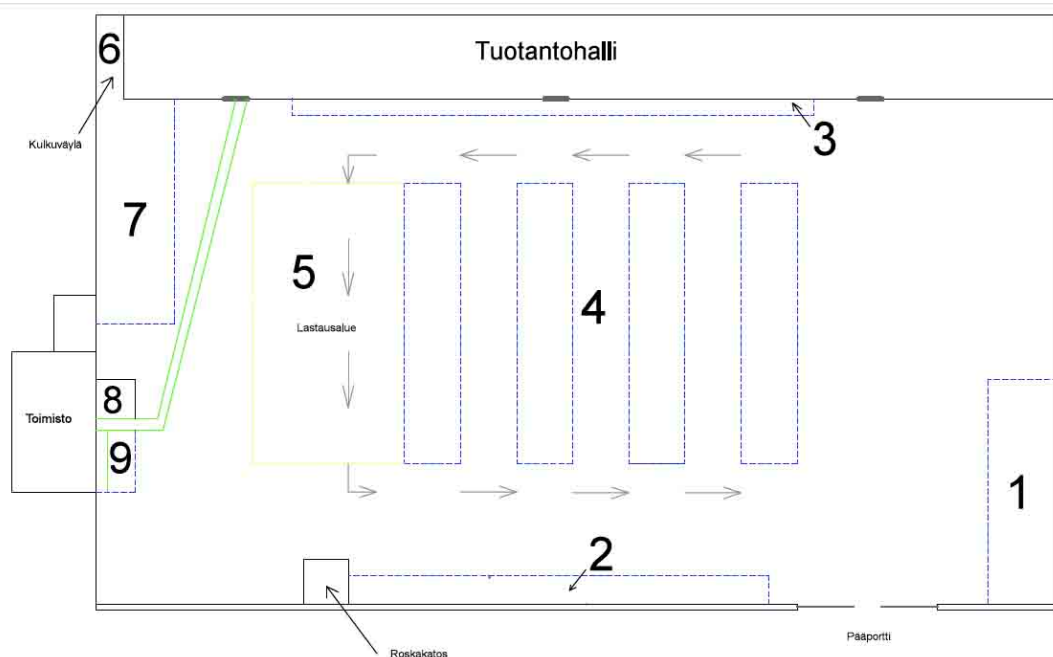 6
Tuotantohalli
Kulkuväylä
3
7
5
4
Lastausalue
8
Toimisto
9
1
2
Pääportti
Roskakatos